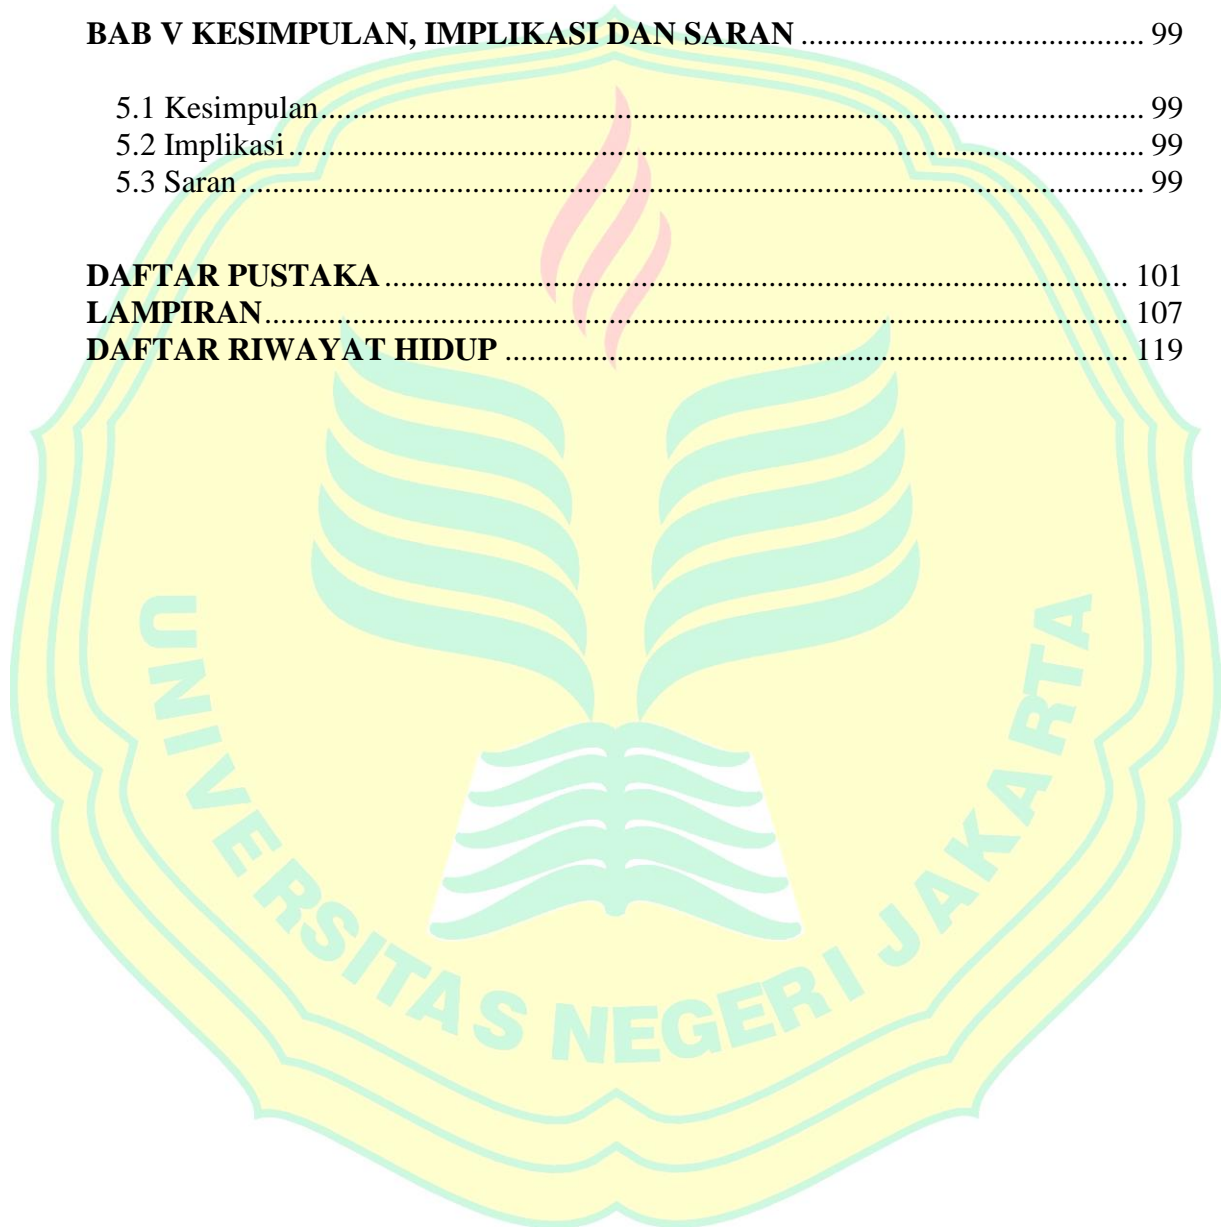 BAB V KESIMPULAN, IMPLIKASI DAN SARAN ........................................... 99
5.1 Kesimpulan........................................................................................................ 99
5.2 Implikasi............................................................................................................ 99
5.3 Saran.................................................................................................................. 99
DAFTAR PUSTAKA............................................................................................. 101
LAMPIRAN............................................................................................................ 107
DAFTAR RIWAYAT HIDUP .............................................................................. 119
UNIVERSITAS NEGERI JAKARTA